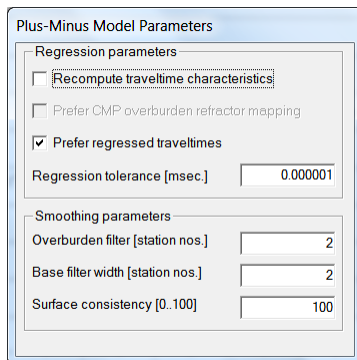 Plus-Minus Model Parameters
Regression parameters
Recompute traveltime characteristics
Prefer CMP overburden refractor mapping
Prefer regressed traveltimes
Regression tolerance [msec.] 0.000001
Smoothing parameters
Overburden filter [station nos.] 2
Base filter width [station nos.] 2
Surface consistency [0..100] 100